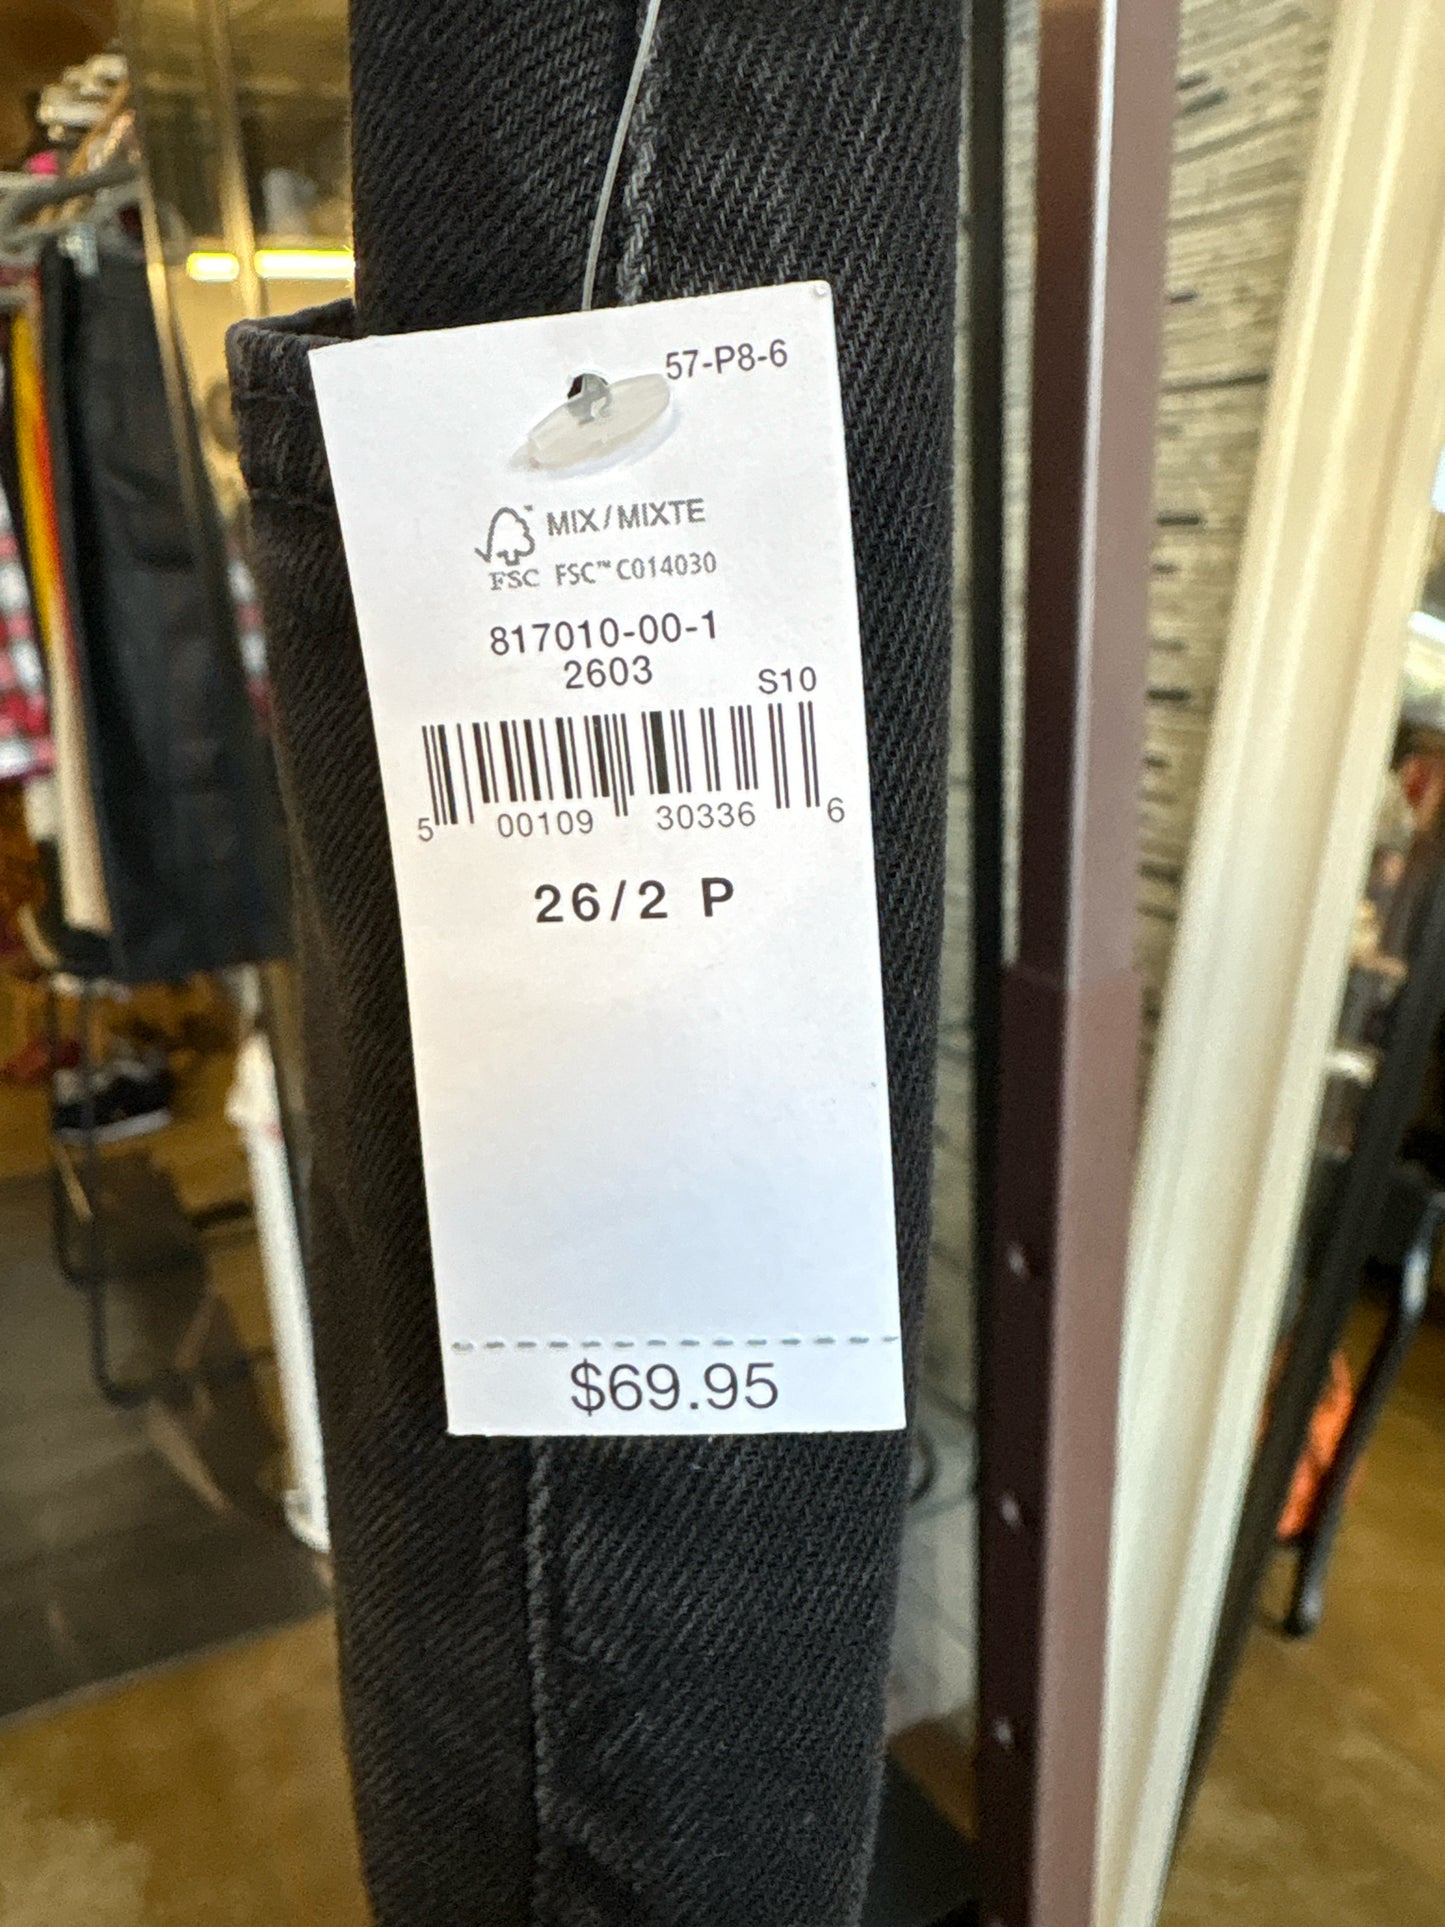 57-P8-6
MIX/MIXTE
FSC FSC™ C014030
817010-00-1
2603
S10
5 00109 30336 6
26/2 P
$69.95